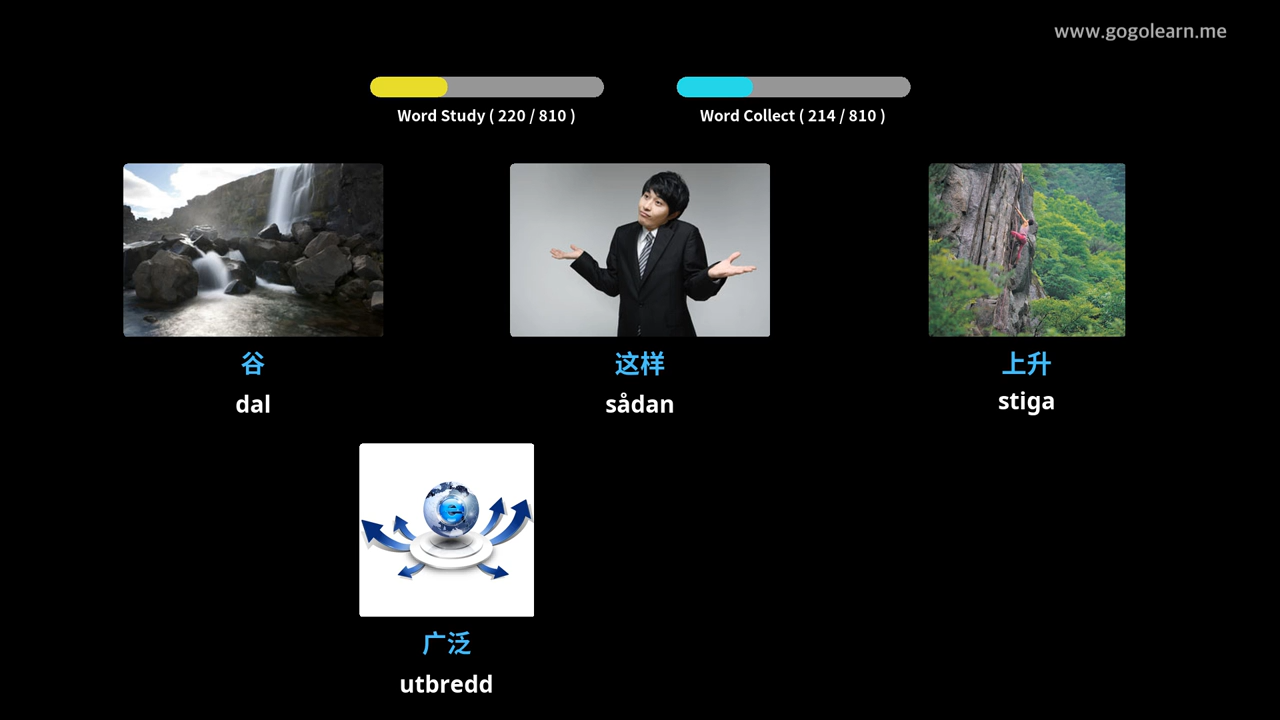 www.gogolearn.me
Word Study ( 220 / 810 )
Word Collect ( 214 / 810 )
谷
dal
这样
sådan
上升
stiga
e
广泛
utbredd